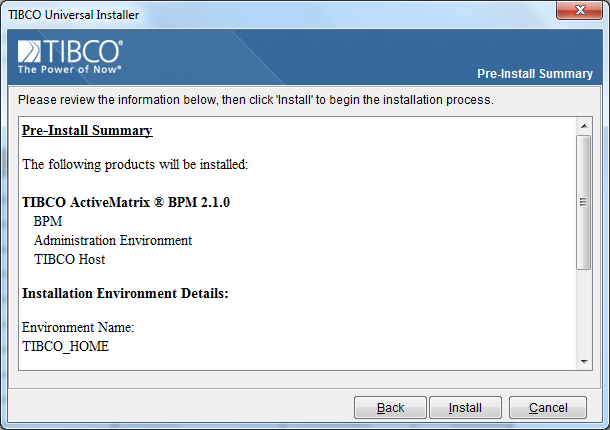 TIBCO Universal Installer
TIBCO®
The Power of Now®
Pre-Install Summary
Please review the information below, then click 'Install' to begin the installation process.
Pre-Install Summary
The following products will be installed:
TIBCO ActiveMatrix ® BPM 2.1.0
BPM
Administration Environment
TIBCO Host
Installation Environment Details:
Environment Name:
TIBCO_HOME
Back
Install
Cancel